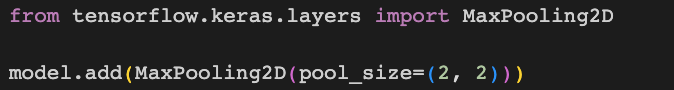 from tensorflow.keras.layers import MaxPooling2D
model.add(MaxPooling2D(pool_size=(2, 2)))